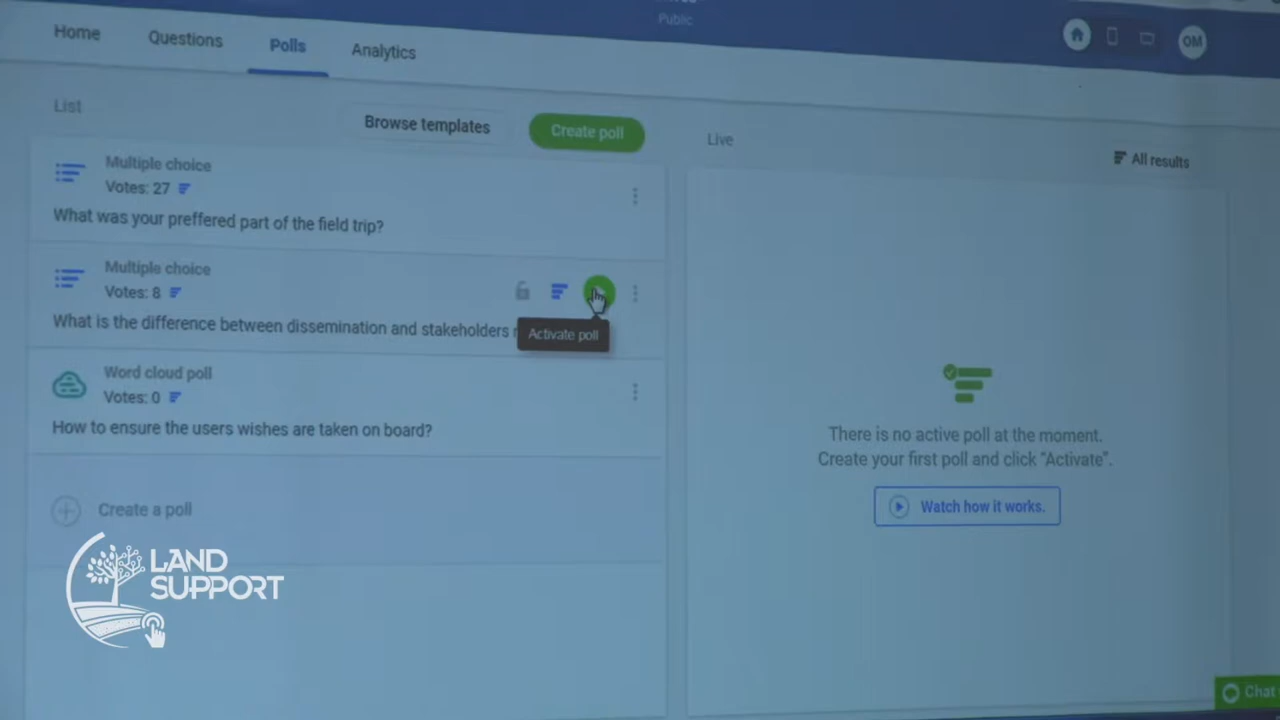 Public
Home
Questions
Polls
Analytics
OM
List
Browse templates
Create poll
Live
All results
Multiple choice
Votes: 27
What was your preffered part of the field trip?
Multiple choice
Votes: 8
What is the difference between dissemination and stakeholders
Activate poll
Word cloud poll
Votes: 0
How to ensure the users wishes are taken on board?
Create a poll
There is no active poll at the moment.
Create your first poll and click “Activate”.
Watch how it works.
LAND
SUPPORT
Chat